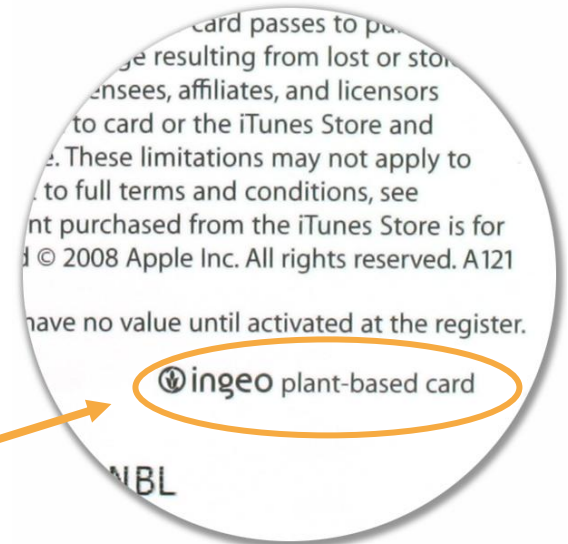 card passes to
resulting from lost or
ensees, affiliates, and licensors
to card or the iTunes Store and
e. These limitations may not apply to
. to full terms and conditions, see
nt purchased from the iTunes Store is for
© 2008 Apple Inc. All rights reserved. A121
have no value until activated at the register.
ingeo plant-based card
NBL